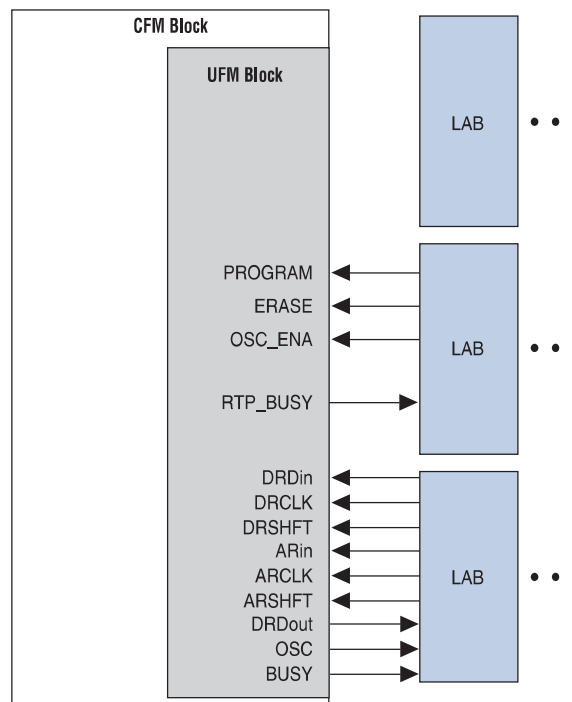 CFM Block
UFM Block
LAB
PROGRAM
ERASE
OSC_ENA
LAB
RTP_BUSY
DRDin
DRCLK
DRSHFT
ARin
ARCLK
LAB
ARSHFT
DRDout
OSC
BUSY